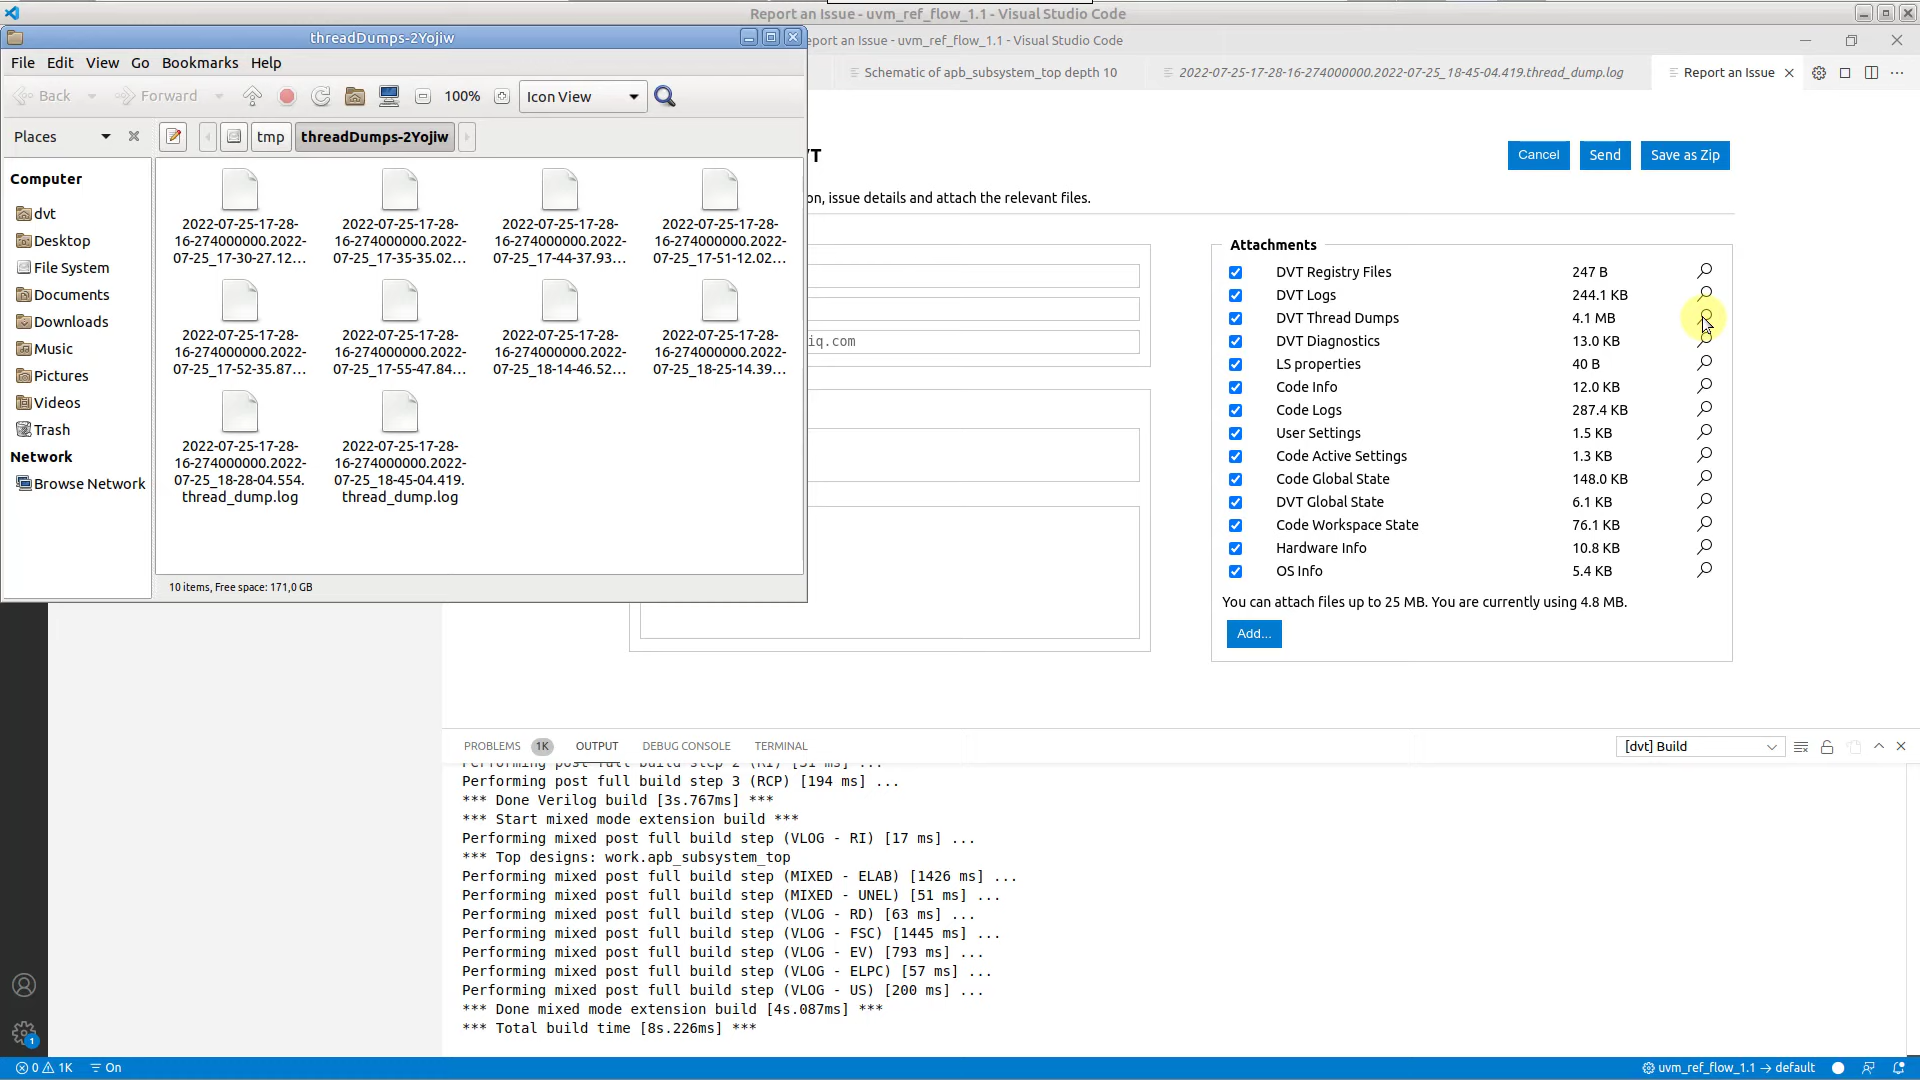 Report an Issue - uvm_ref_flow_1.1 - Visual Studio Code
threadDumps-2Yojiw
eport an Issue - uvm_ref_flow_1.1 - Visual Studio Code
File Edit View Go Bookmarks Help
Schematic of apb_subsystem_top depth 10
2022-07-25-17-28-16-274000000.2022-07-25_18-45-04.419.thread_dump.log
Report an Issue
Back Forward 100% Icon View
Places
tmp threadDumps-2Yojiw
VT
Cancel Send Save as Zip
on, issue details and attach the relevant files.
Computer
dvt
Desktop
File System
Documents
Downloads
Music
Pictures
Videos
Trash
Network
Browse Network
2022-07-25-17-28-
16-274000000.2022-
07-25_17-30-27.12...
2022-07-25-17-28-
16-274000000.2022-
07-25_17-35-35.02...
2022-07-25-17-28-
16-274000000.2022-
07-25_17-44-37.93...
2022-07-25-17-28-
16-274000000.2022-
07-25_17-51-12.02...
2022-07-25-17-28-
16-274000000.2022-
07-25_17-52-35.87...
2022-07-25-17-28-
16-274000000.2022-
07-25_17-55-47.84...
2022-07-25-17-28-
16-274000000.2022-
07-25_18-14-46.52...
2022-07-25-17-28-
16-274000000.2022-
07-25_18-25-14.39...
2022-07-25-17-28-
16-274000000.2022-
07-25_18-28-04.554.
thread_dump.log
2022-07-25-17-28-
16-274000000.2022-
07-25_18-45-04.419.
thread_dump.log
10 items, Free space: 171,0 GB
iq.com
Attachments
DVT Registry Files 247 B
DVT Logs 244.1 KB
DVT Thread Dumps 4.1 MB
DVT Diagnostics 13.0 KB
LS properties 40 B
Code Info 12.0 KB
Code Logs 287.4 KB
User Settings 1.5 KB
Code Active Settings 1.3 KB
Code Global State 148.0 KB
DVT Global State 6.1 KB
Code Workspace State 76.1 KB
Hardware Info 10.8 KB
OS Info 5.4 KB
You can attach files up to 25 MB. You are currently using 4.8 MB.
Add...
PROBLEMS 1K OUTPUT DEBUG CONSOLE TERMINAL
[dvt] Build
Performing post full build step 2 (RI) [51 ms] ...
Performing post full build step 3 (RCP) [194 ms] ...
*** Done Verilog build [3s.767ms] ***
*** Start mixed mode extension build ***
Performing mixed post full build step (VLOG - RI) [17 ms] ...
*** Top designs: work.apb_subsystem_top
Performing mixed post full build step (MIXED - ELAB) [1426 ms] ...
Performing mixed post full build step (MIXED - UNEL) [51 ms] ...
Performing mixed post full build step (VLOG - RD) [63 ms] ...
Performing mixed post full build step (VLOG - FSC) [1445 ms] ...
Performing mixed post full build step (VLOG - EV) [793 ms] ...
Performing mixed post full build step (VLOG - ELPC) [57 ms] ...
Performing mixed post full build step (VLOG - US) [200 ms] ...
*** Done mixed mode extension build [4s.087ms] ***
*** Total build time [8s.226ms] ***
1
0 1K On
uvm_ref_flow_1.1 → default